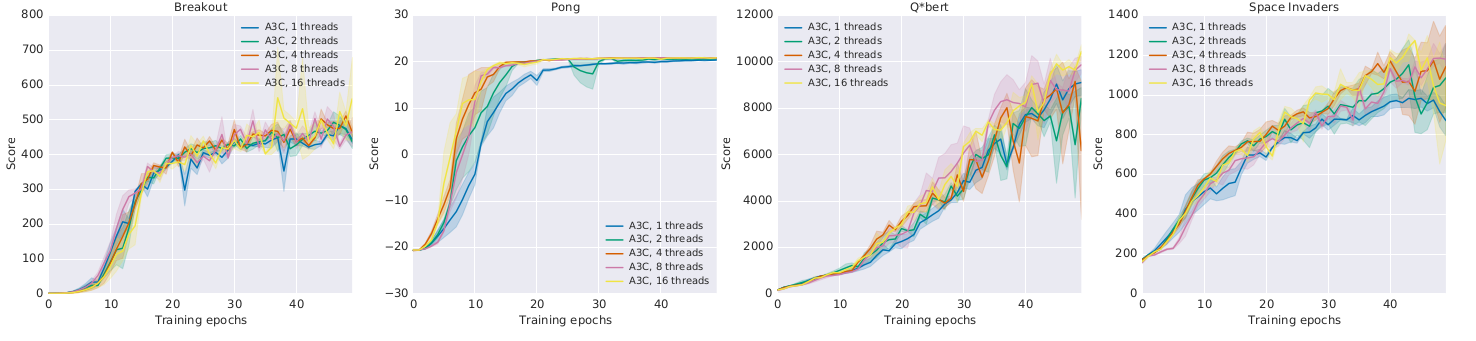 Breakout
800
700
600
500
400
300
200
100
0
Score
0 10 20 30 40
Training epochs
A3C, 1 threads
A3C, 2 threads
A3C, 4 threads
A3C, 8 threads
A3C, 16 threads
Pong
30
20
10
0
−10
−20
−30
Score
0 10 20 30 40
Training epochs
A3C, 1 threads
A3C, 2 threads
A3C, 4 threads
A3C, 8 threads
A3C, 16 threads
Q*bert
12000
10000
8000
6000
4000
2000
0
Score
0 10 20 30 40
Training epochs
A3C, 1 threads
A3C, 2 threads
A3C, 4 threads
A3C, 8 threads
A3C, 16 threads
Space Invaders
1400
1200
1000
800
600
400
200
0
Score
0 10 20 30 40
Training epochs
A3C, 1 threads
A3C, 2 threads
A3C, 4 threads
A3C, 8 threads
A3C, 16 threads